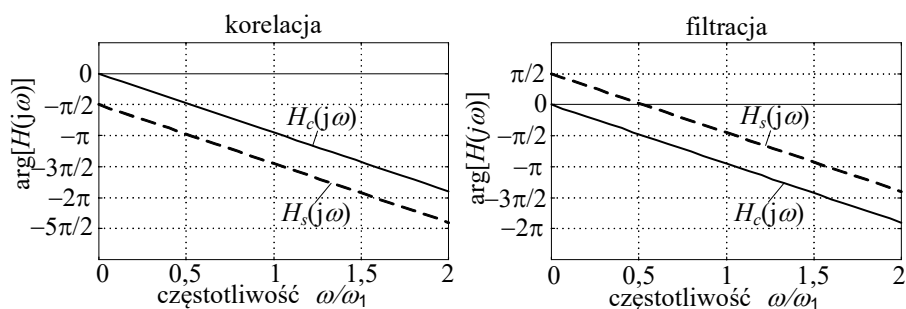 korelacja
arg[H(jω)]
0
−π/2
−π
−3π/2
−2π
−5π/2
H_c(jω)
H_s(jω)
0 0,5 1 1,5 2
częstotliwość ω/ω₁
filtracja
arg[H(jω)]
π/2
0
−π/2
−π
−3π/2
−2π
H_s(jω)
H_c(jω)
0 0,5 1 1,5 2
częstotliwość ω/ω₁